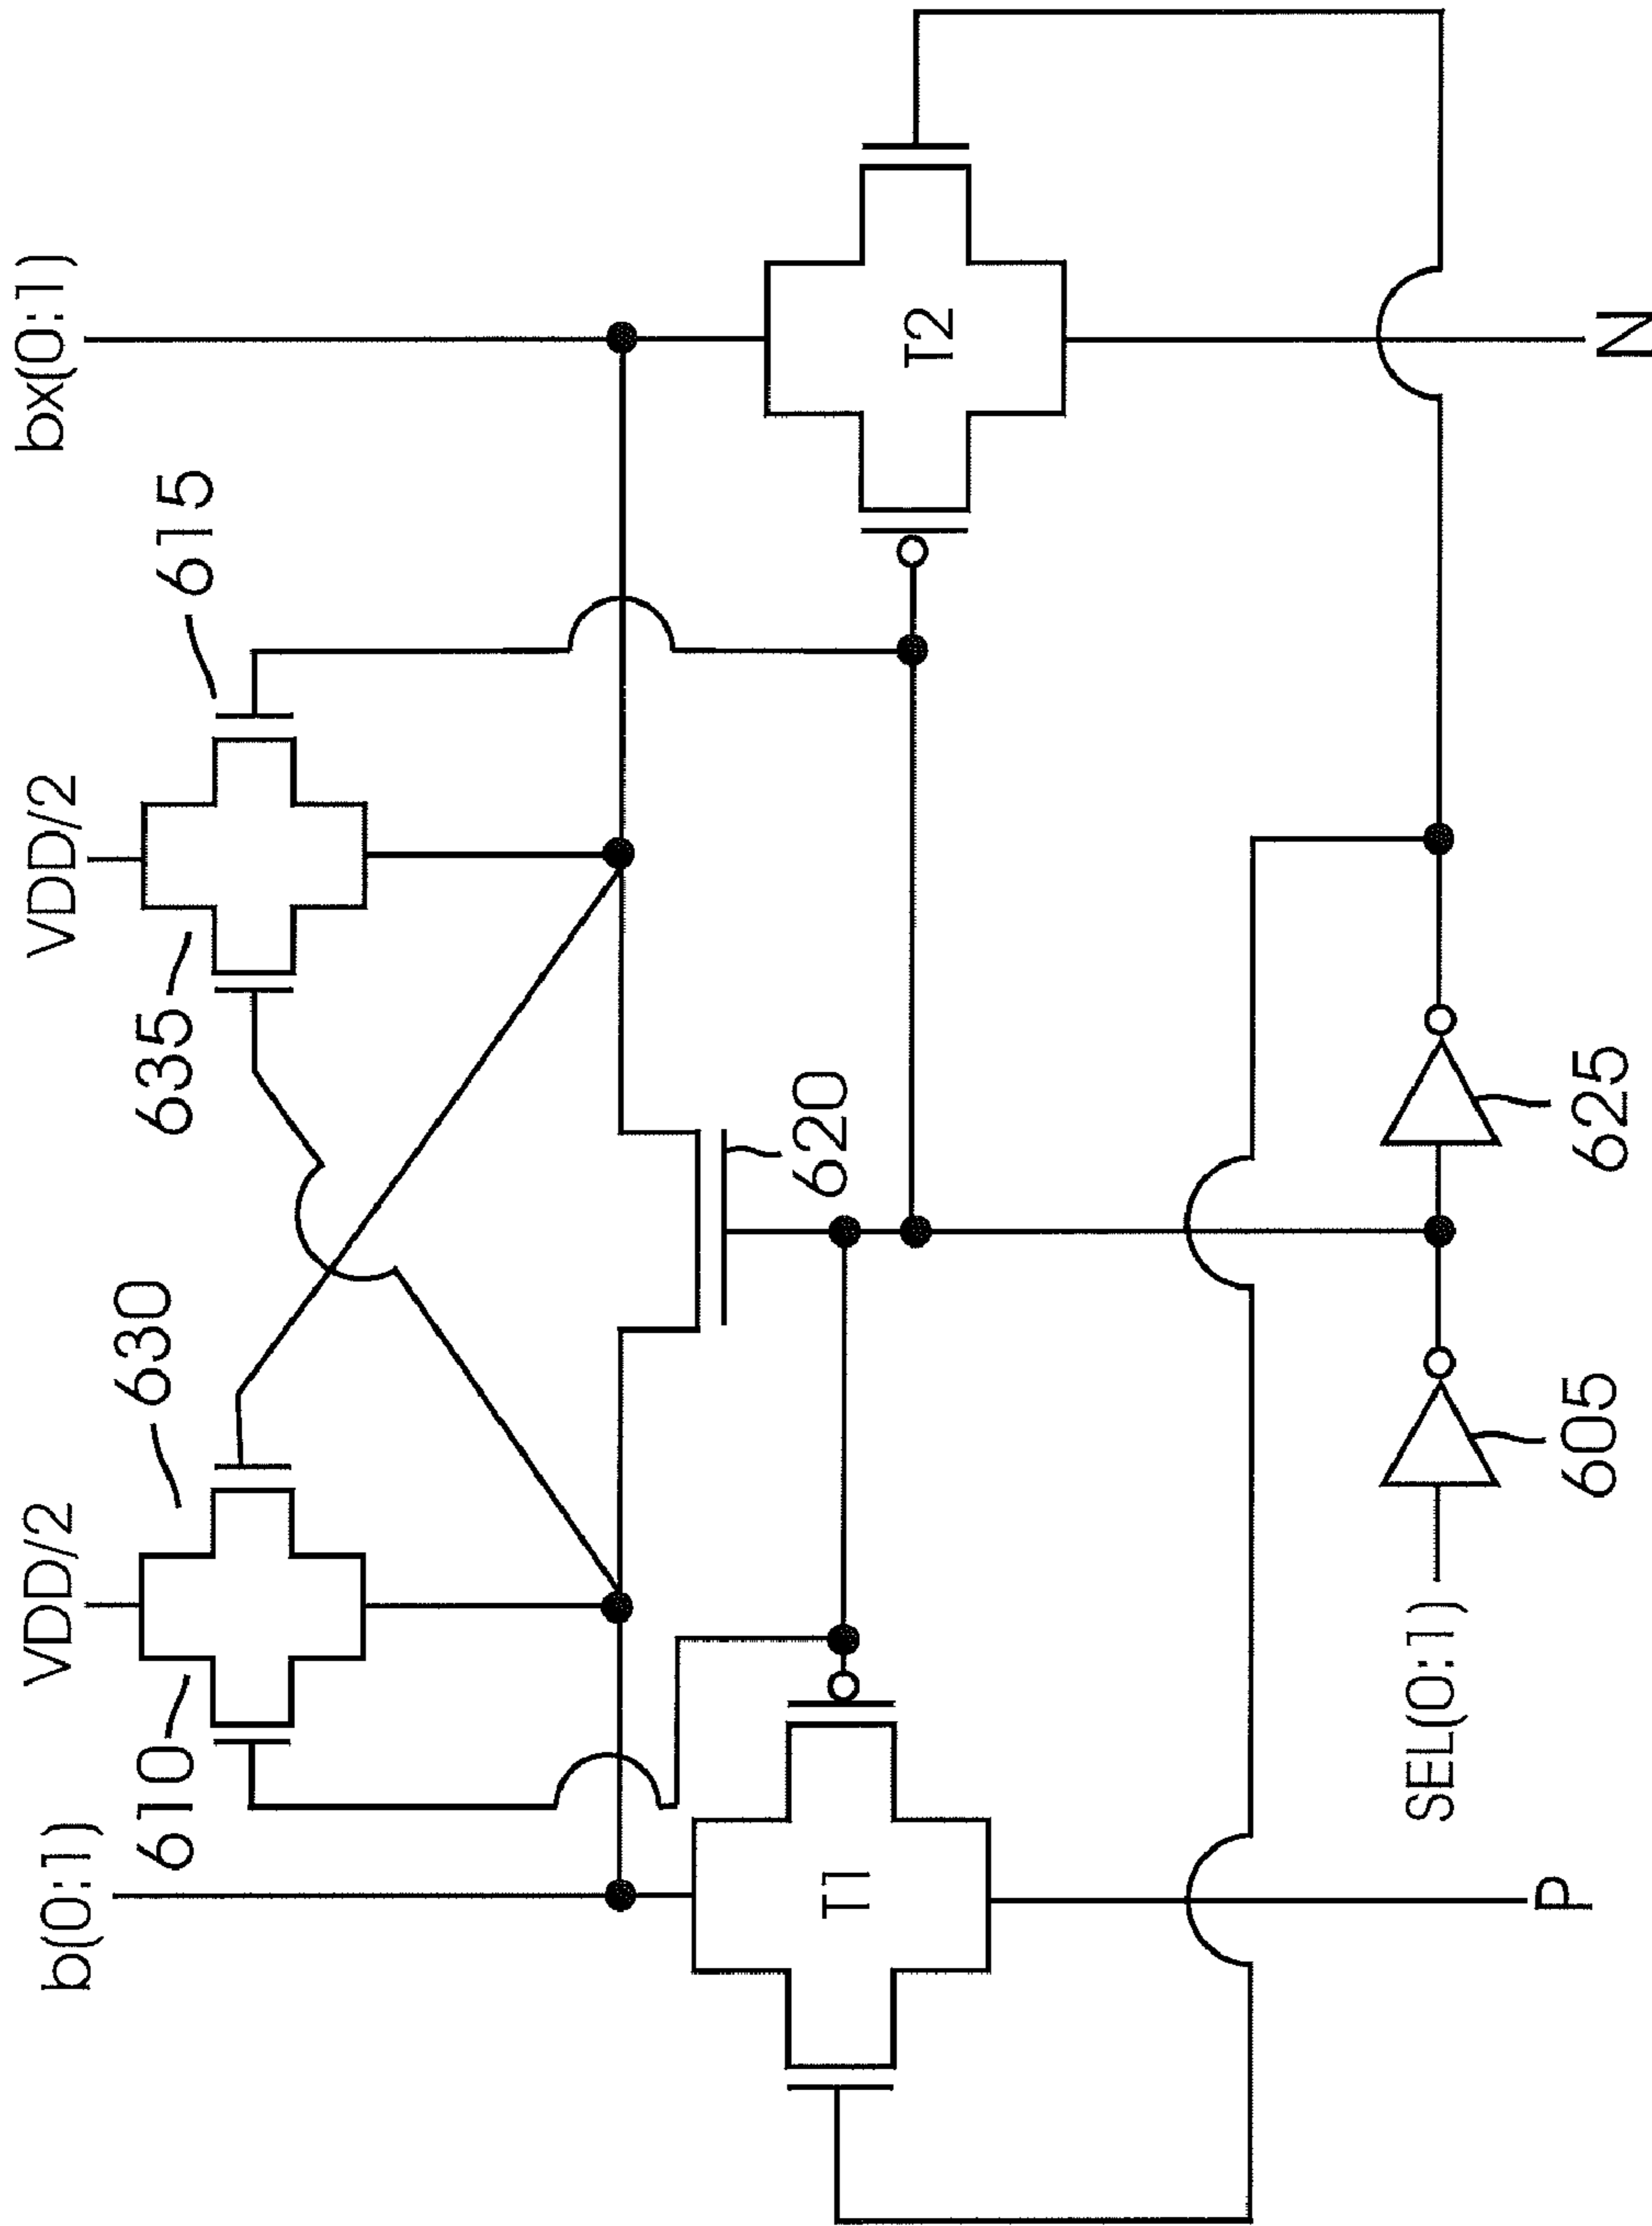 b(0:1)
VDD/2
VDD/2
bx(0:1)
610
630
635
615
620
T1
T2
SEL(0:1)
605
625
P
N